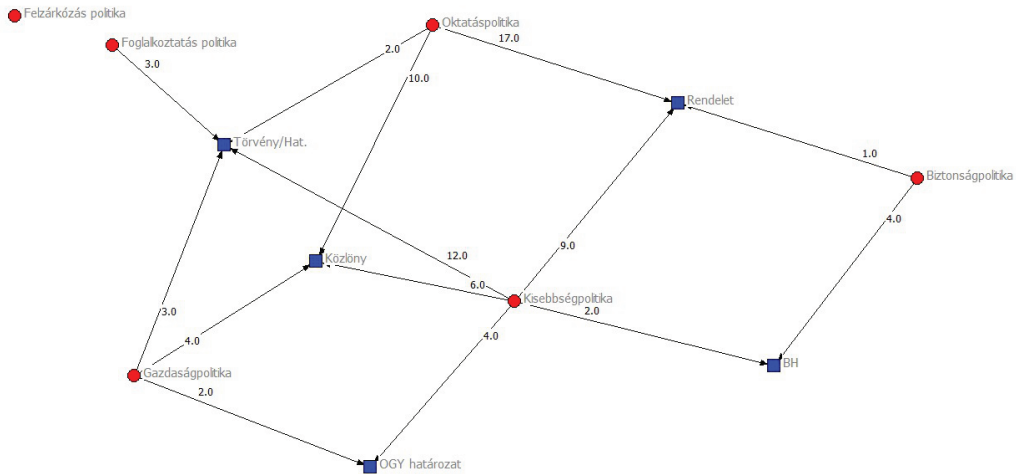 Felzárkózás politika
Oktatáspolitika
Foglalkoztatás politika
17.0
2.0
3.0
10.0
Rendelet
Törvény/Hat.
1.0
Biztonságpolitika
4.0
9.0
12.0
Közlöny
6.0
Kisebbségpolitika
2.0
3.0
4.0
4.0
BH
Gazdaságpolitika
2.0
OGY határozat